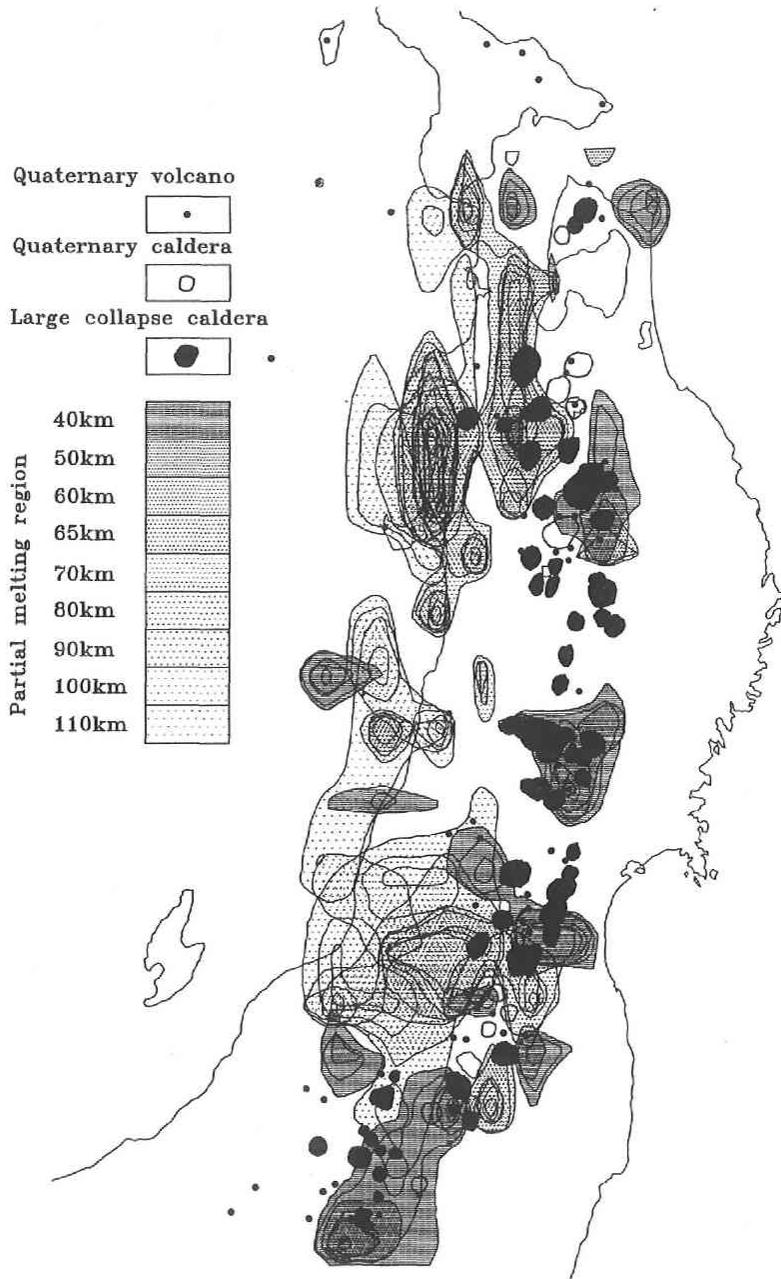 Quaternary volcano
Quaternary caldera
Large collapse caldera
Partial melting region
40km
50km
60km
65km
70km
80km
90km
100km
110km